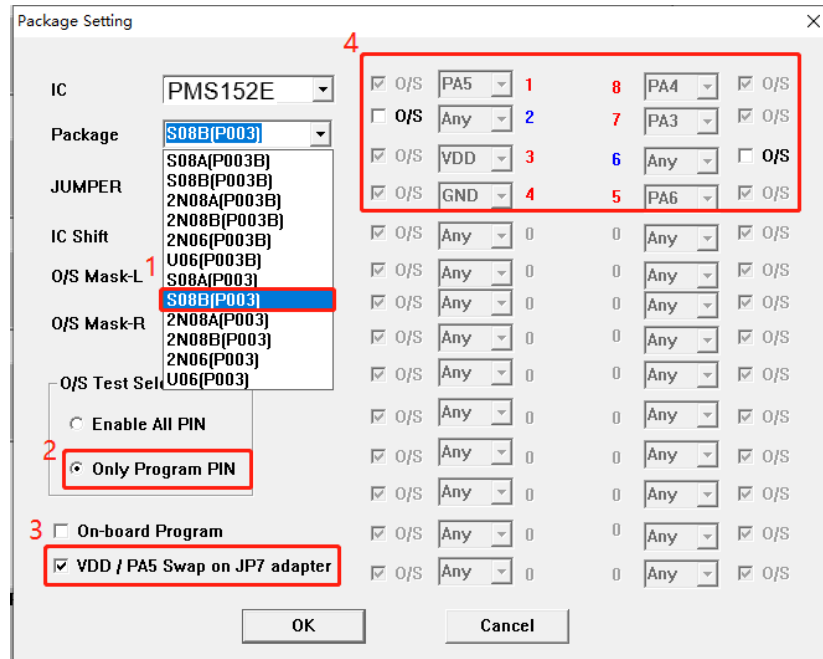 Package Setting
4
IC PMS152E
Package S08B(P003)
S08A(P003B)
S08B(P003B)
2N08A(P003B)
2N08B(P003B)
2N06(P003B)
U06(P003B)
S08A(P003)
S08B(P003)
2N08A(P003)
2N08B(P003)
2N06(P003)
U06(P003)
JUMPER
IC Shift
O/S Mask-L
1
O/S Mask-R
O/S Test Sele
Enable All PIN
2
Only Program PIN
3
On-board Program
VDD / PA5 Swap on JP7 adapter
O/S PA5 1 8 PA4 O/S
O/S Any 2 7 PA3 O/S
O/S VDD 3 6 Any O/S
O/S GND 4 5 PA6 O/S
O/S Any 0 0 Any O/S
O/S Any 0 0 Any O/S
O/S Any 0 0 Any O/S
O/S Any 0 0 Any O/S
O/S Any 0 0 Any O/S
O/S Any 0 0 Any O/S
O/S Any 0 0 Any O/S
O/S Any 0 0 Any O/S
O/S Any 0 0 Any O/S
O/S Any 0 0 Any O/S
OK Cancel